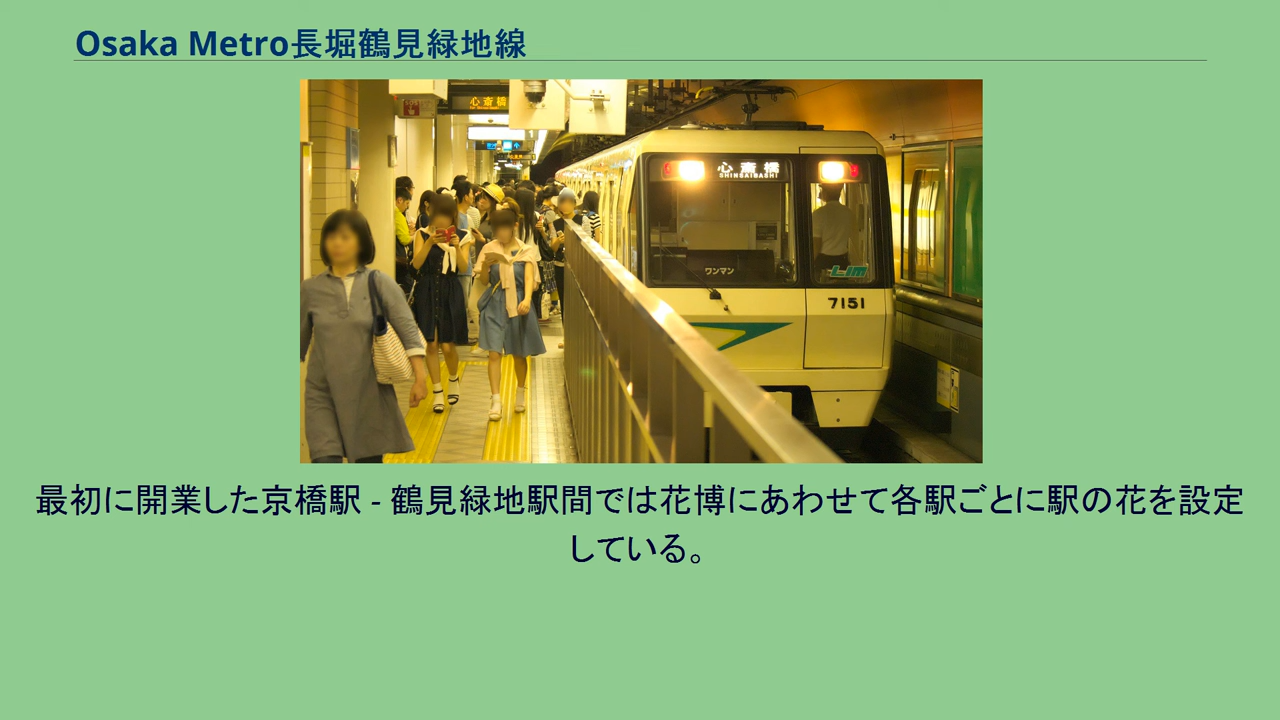 Osaka Metro長堀鶴見緑地線
心斎橋
心斎橋
SHINSAIBASHI
ワンマン
LIM
7151
最初に開業した京橋駅 - 鶴見緑地駅間では花博にあわせて各駅ごとに駅の花を設定
している。